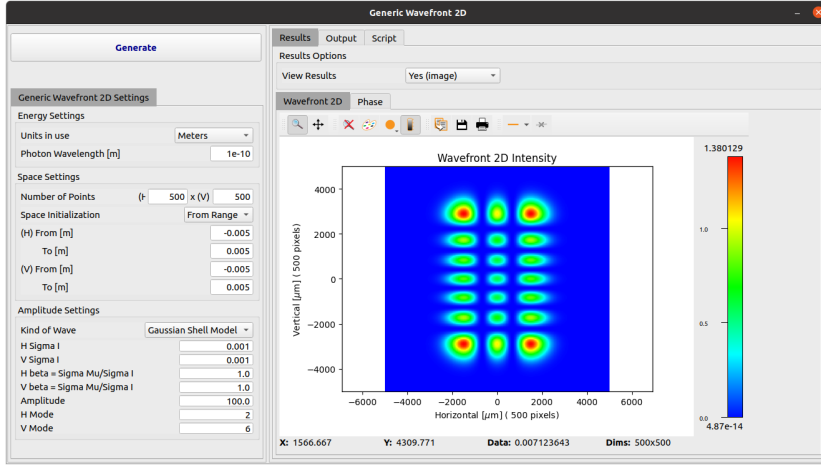 Generic Wavefront 2D
Generate
Generic Wavefront 2D Settings
Energy Settings
Units in use Meters
Photon Wavelength [m] 1e-10
Space Settings
Number of Points (H 500 x (V) 500
Space Initialization From Range
(H) From [m] -0.005
To [m] 0.005
(V) From [m] -0.005
To [m] 0.005
Amplitude Settings
Kind of Wave Gaussian Shell Model
H Sigma I 0.001
V Sigma I 0.001
H beta = Sigma Mu/Sigma I 1.0
V beta = Sigma Mu/Sigma I 1.0
Amplitude 100.0
H Mode 2
V Mode 6
Results Output Script
Results Options
View Results Yes (image)
Wavefront 2D Phase
Wavefront 2D Intensity
Vertical [μm] ( 500 pixels)
4000
2000
0
−2000
−4000
−6000 −4000 −2000 0 2000 4000 6000
Horizontal [μm] ( 500 pixels)
1.380129
1.0
0.5
0.0
4.87e-14
X: 1566.667 Y: 4309.771 Data: 0.007123643 Dims: 500x500